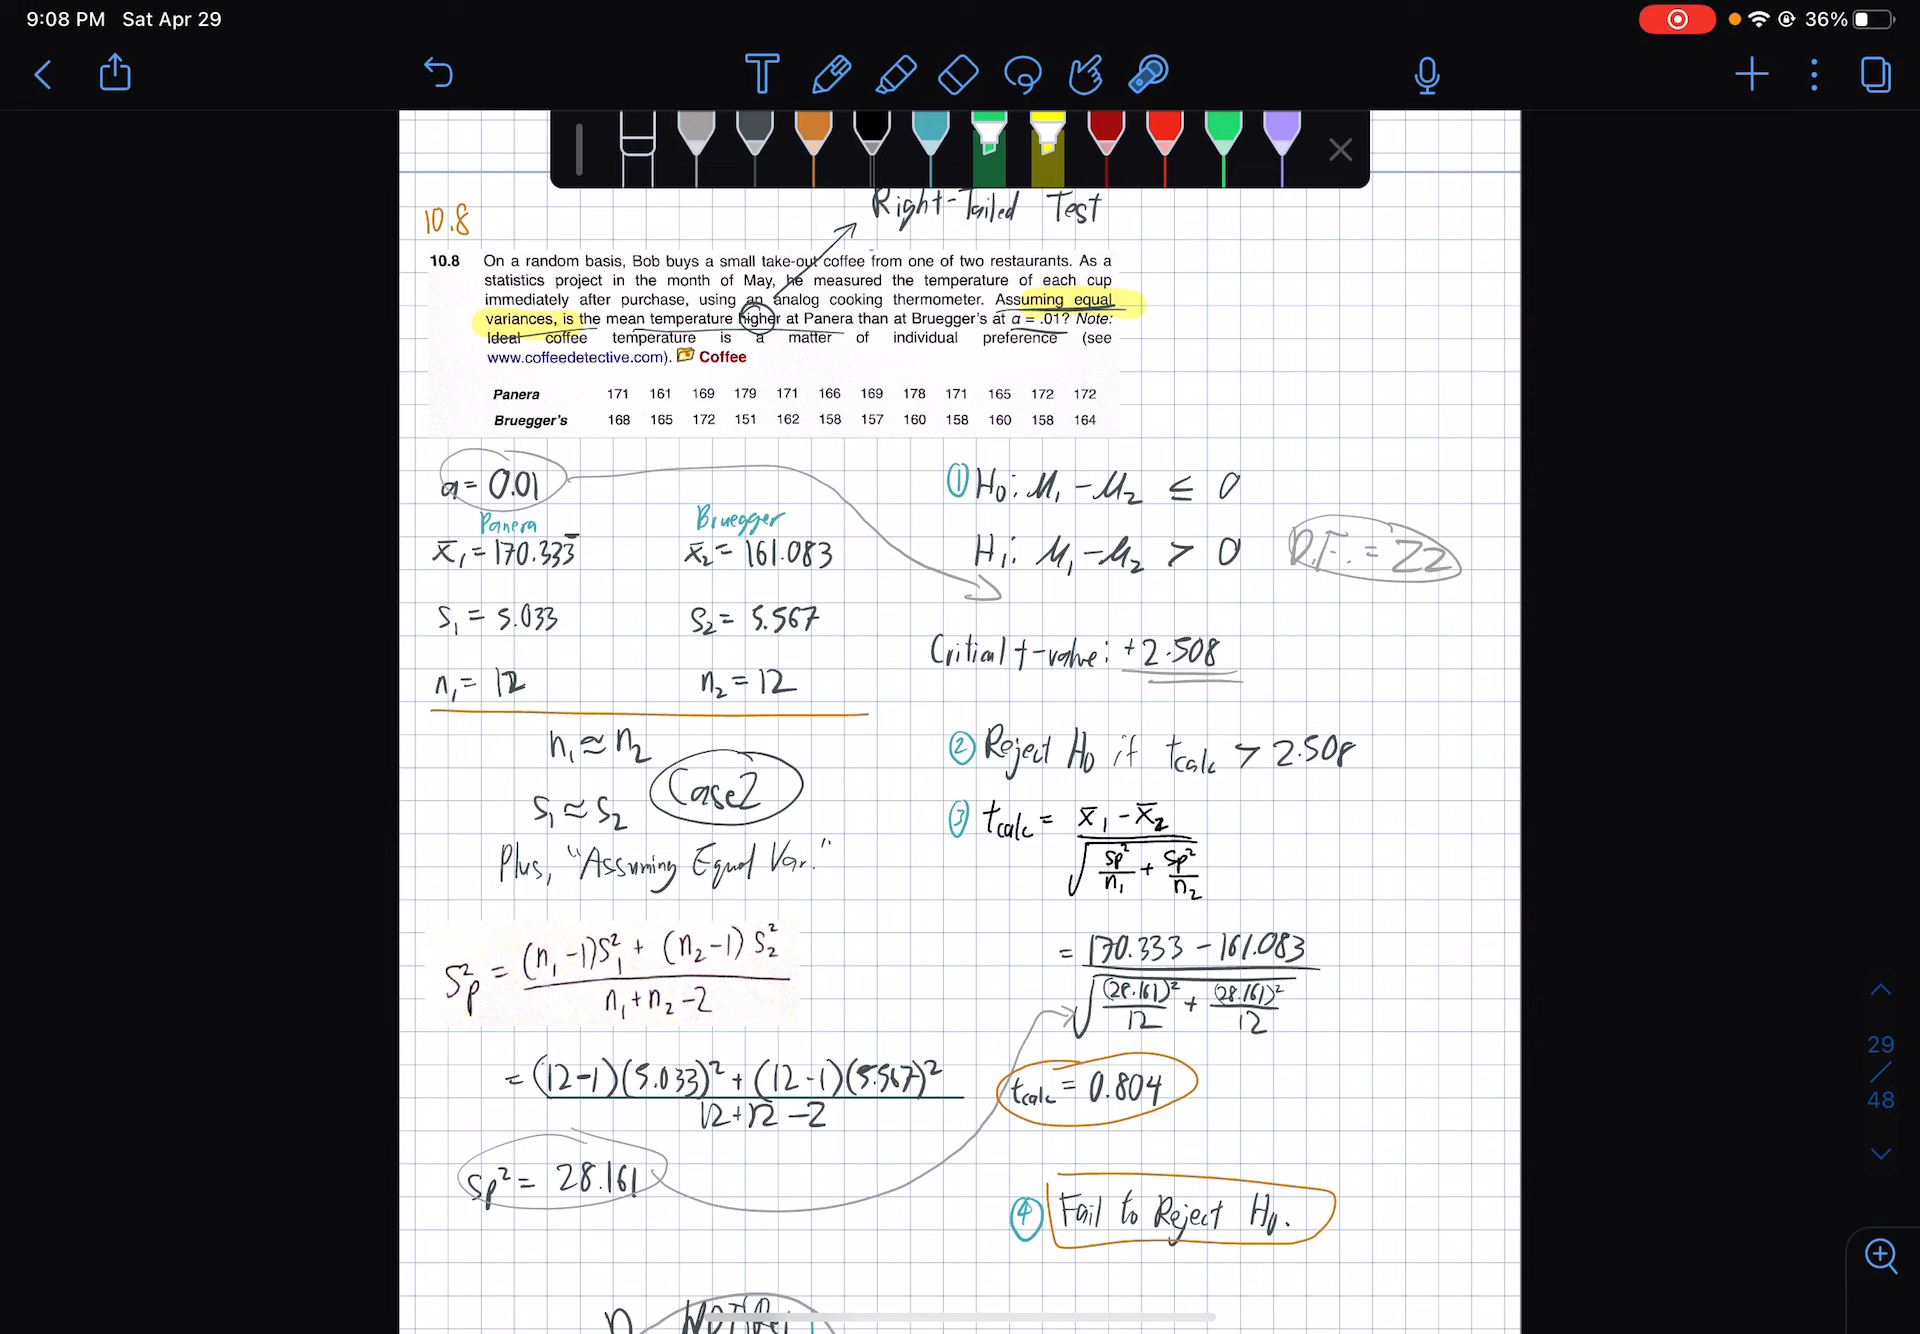 9:08 PM Sat Apr 29
36%
Right-Tailed Test
10.8
10.8 On a random basis, Bob buys a small take-out coffee from one of two restaurants. As a
statistics project in the month of May, he measured the temperature of each cup
immediately after purchase, using an analog cooking thermometer. Assuming equal
variances, is the mean temperature higher at Panera than at Bruegger's at α = .01? Note:
Ideal coffee temperature is a matter of individual preference (see
www.coffeedetective.com). Coffee
Panera 171 161 169 179 171 166 169 178 171 165 172 172
Bruegger's 168 165 172 151 162 158 157 160 158 160 158 164
α = 0.01
Panera Bruegger
x̄₁ = 170.333 x̄₂ = 161.083
S₁ = 5.033 S₂ = 5.567
n₁ = 12 n₂ = 12
n₁ ≈ n₂
Case 2
S₁ ≈ S₂
Plus, "Assuming Equal Var."
Sp² = (n₁-1)S₁² + (n₂-1)S₂²
n₁+n₂-2
= (12-1)(5.033)² + (12-1)(5.567)²
12+12-2
Sp² = 28.161
① H₀: μ₁ - μ₂ ≤ 0
H₁: μ₁ - μ₂ > 0
D.F. = 22
Critical t-value: +2.508
② Reject H₀ if tcalc > 2.508
③ tcalc = x̄₁ - x̄₂
√ Sp²/n₁ + Sp²/n₂
= 170.333 - 161.083
√ (28.161)²/12 + (28.161)²/12
tcalc = 0.804
④ Fail to Reject H₀.
29
/
48